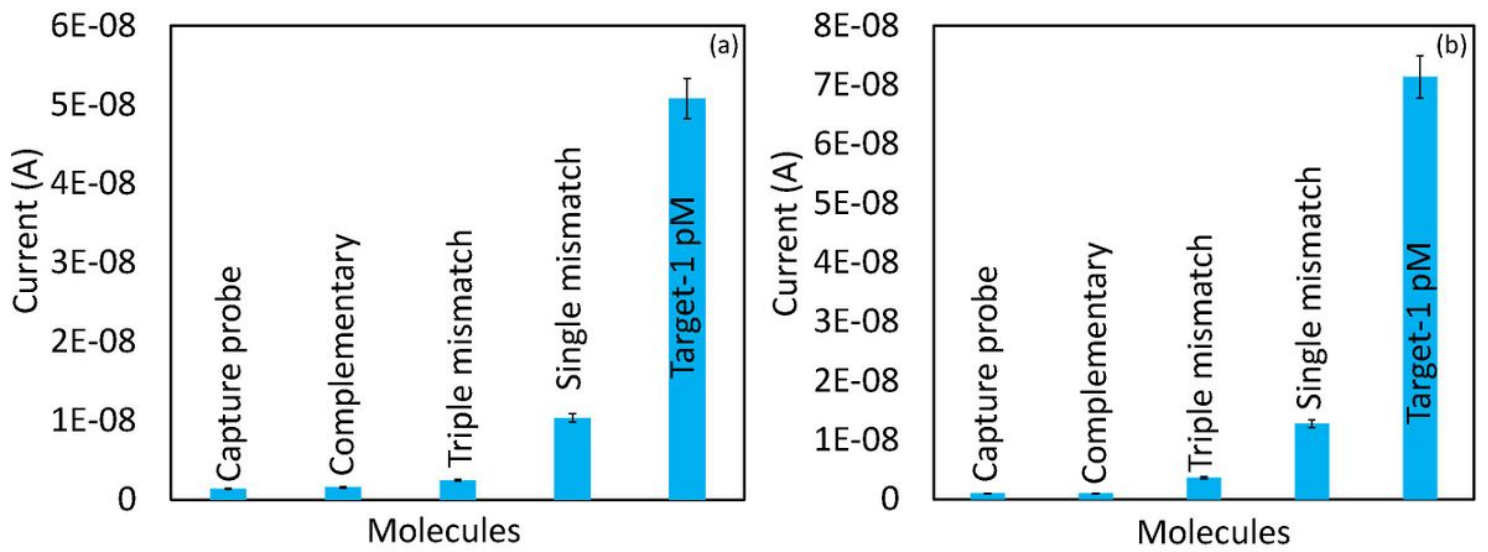 6E-08
5E-08
4E-08
3E-08
2E-08
1E-08
0
Current (A)
(a)
Capture probe
Complementary
Triple mismatch
Single mismatch
Target-1 pM
Molecules
8E-08
7E-08
6E-08
5E-08
4E-08
3E-08
2E-08
1E-08
0
Current (A)
(b)
Capture probe
Complementary
Triple mismatch
Single mismatch
Target-1 pM
Molecules